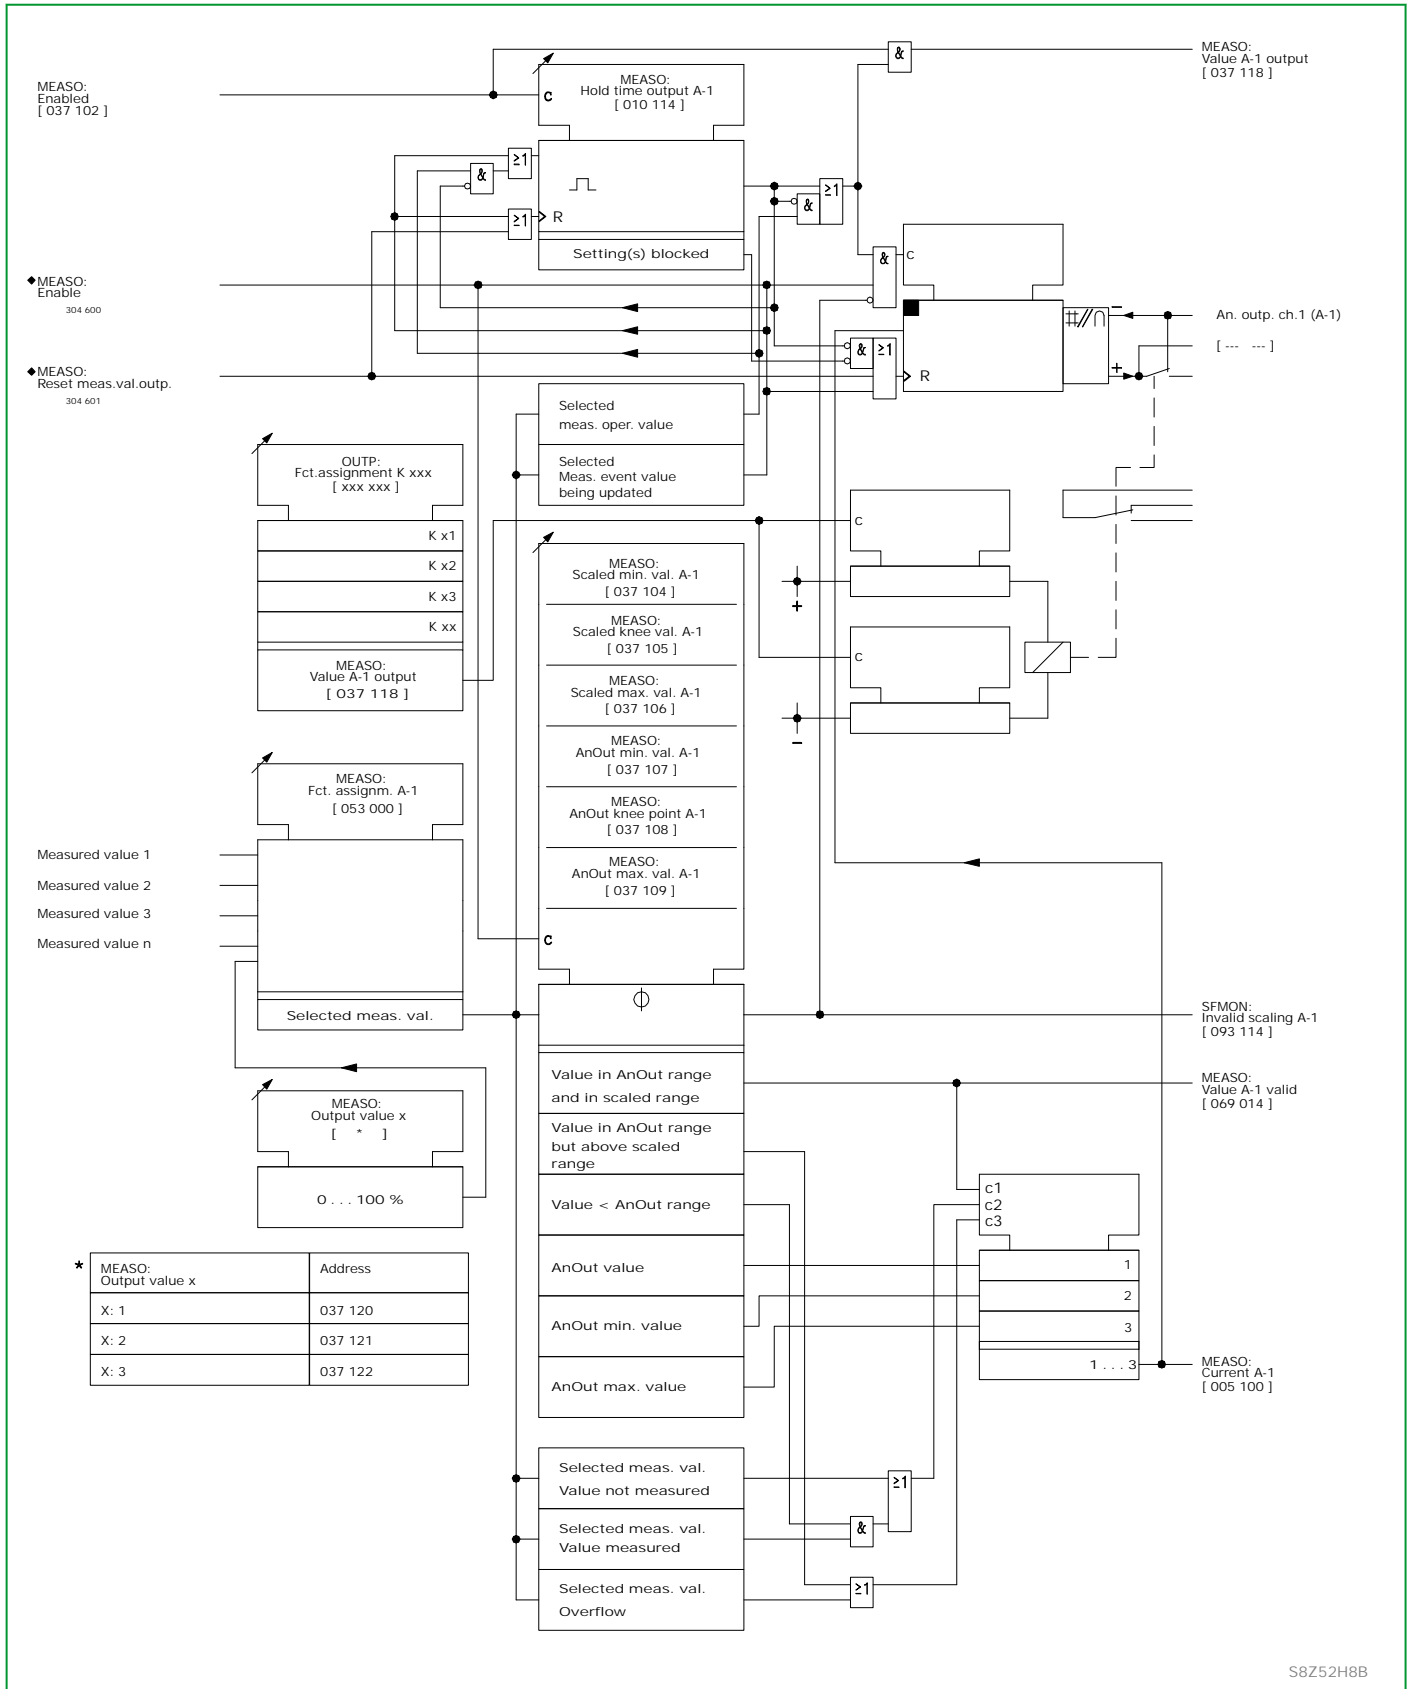 MEASO:
Enabled
[ 037 102 ]
C
MEASO:
Hold time output A-1
[ 010 114 ]
&
MEASO:
Value A-1 output
[ 037 118 ]
≥1
&
≥1
R
Setting(s) blocked
≥1
&
&
C
◆MEASO:
Enable
304 600
◆MEASO:
Reset meas.val.outp.
304 601
&
≥1
R
#//∩
−
+
An. outp. ch.1 (A-1)
[ --- --- ]
Selected
meas. oper. value
Selected
Meas. event value
being updated
OUTP:
Fct.assignment K xxx
[ xxx xxx ]
K x1
K x2
K x3
K xx
MEASO:
Value A-1 output
[ 037 118 ]
C
+
C
−
MEASO:
Scaled min. val. A-1
[ 037 104 ]
MEASO:
Scaled knee val. A-1
[ 037 105 ]
MEASO:
Scaled max. val. A-1
[ 037 106 ]
MEASO:
AnOut min. val. A-1
[ 037 107 ]
MEASO:
AnOut knee point A-1
[ 037 108 ]
MEASO:
AnOut max. val. A-1
[ 037 109 ]
C
MEASO:
Fct. assignm. A-1
[ 053 000 ]
Measured value 1
Measured value 2
Measured value 3
Measured value n
Selected meas. val.
MEASO:
Output value x
[ * ]
0 . . . 100 %
Value in AnOut range
and in scaled range
Value in AnOut range
but above scaled
range
Value < AnOut range
AnOut value
AnOut min. value
AnOut max. value
SFMON:
Invalid scaling A-1
[ 093 114 ]
MEASO:
Value A-1 valid
[ 069 014 ]
c1
c2
c3
1
2
3
1 . . . 3
MEASO:
Current A-1
[ 005 100 ]
* MEASO:
Output value x
Address
X: 1
037 120
X: 2
037 121
X: 3
037 122
Selected meas. val.
Value not measured
Selected meas. val.
Value measured
Selected meas. val.
Overflow
≥1
&
≥1
S8Z52H8B